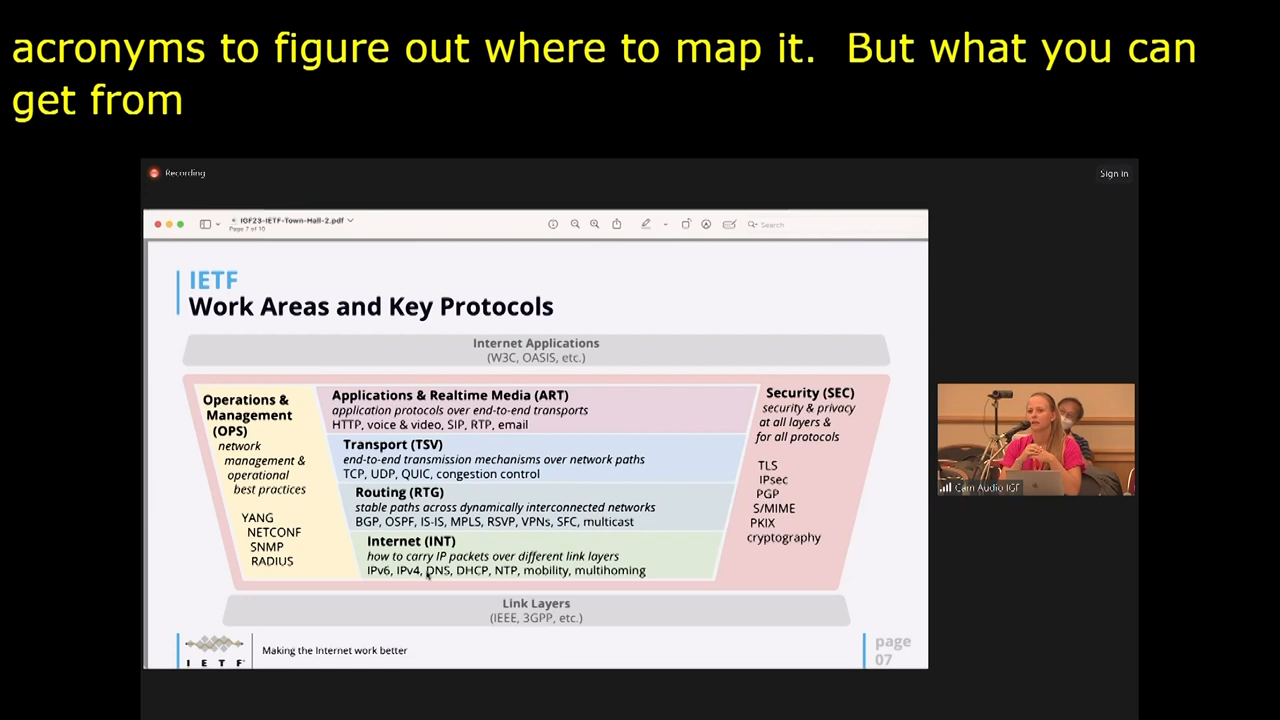 acronyms to figure out where to map it.  But what you can
get from
Recording
Sign in
IGF23-IETF-Town-Hall-2.pdf
Page 7 of 10
Search
IETF
Work Areas and Key Protocols
Internet Applications
(W3C, OASIS, etc.)
Operations &
Management
(OPS)
network
management &
operational
best practices
YANG
NETCONF
SNMP
RADIUS
Applications & Realtime Media (ART)
application protocols over end-to-end transports
HTTP, voice & video, SIP, RTP, email
Transport (TSV)
end-to-end transmission mechanisms over network paths
TCP, UDP, QUIC, congestion control
Routing (RTG)
stable paths across dynamically interconnected networks
BGP, OSPF, IS-IS, MPLS, RSVP, VPNs, SFC, multicast
Internet (INT)
how to carry IP packets over different link layers
IPv6, IPv4, DNS, DHCP, NTP, mobility, multihoming
Security (SEC)
security & privacy
at all layers &
for all protocols
TLS
IPsec
PGP
S/MIME
PKIX
cryptography
Link Layers
(IEEE, 3GPP, etc.)
I E T F
Making the Internet work better
page
07
Cam Audio IGF